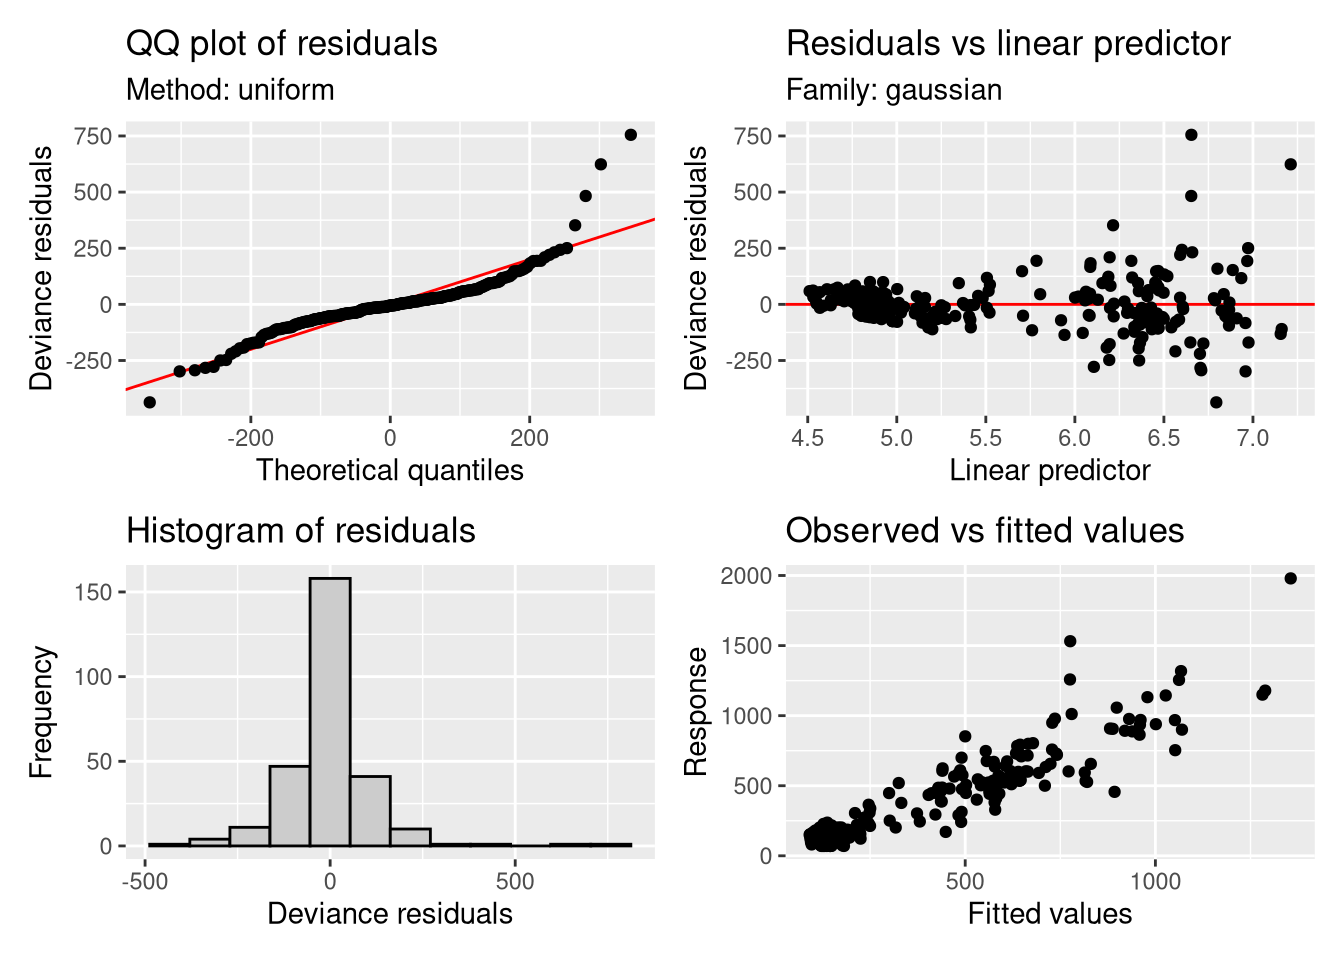 QQ plot of residuals
Method: uniform
Deviance residuals
750
500
250
0
-250
-200
0
200
Theoretical quantiles
Residuals vs linear predictor
Family: gaussian
Deviance residuals
750
500
250
0
-250
4.5
5.0
5.5
6.0
6.5
7.0
Linear predictor
Histogram of residuals
Frequency
150
100
50
0
-500
0
500
Deviance residuals
Observed vs fitted values
Response
2000
1500
1000
500
0
500
1000
Fitted values